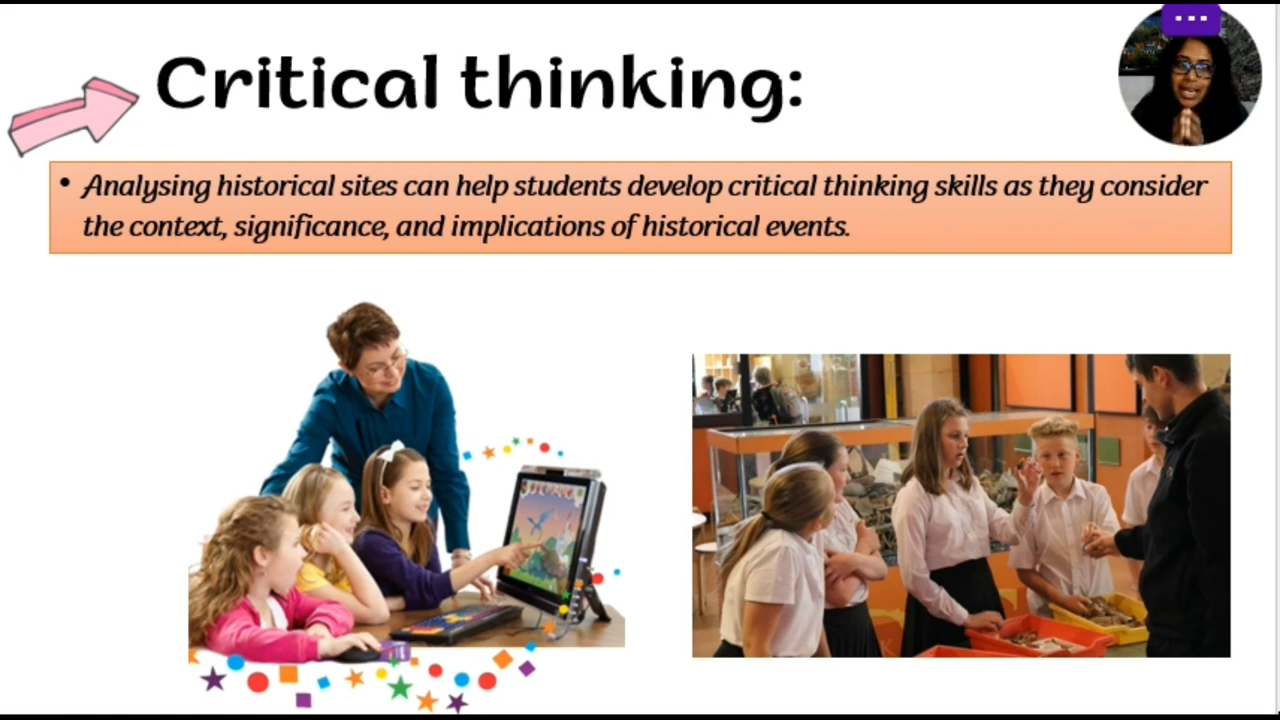 Critical thinking:
• Analysing historical sites can help students develop critical thinking skills as they consider
the context, significance, and implications of historical events.